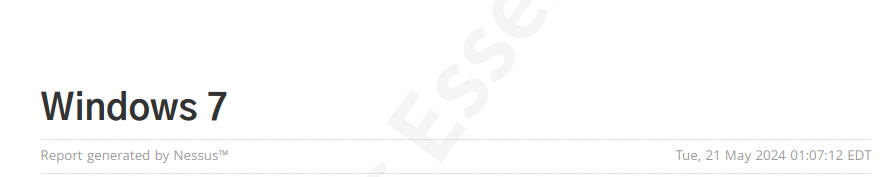 Windows 7
Report generated by Nessus™
Tue, 21 May 2024 01:07:12 EDT